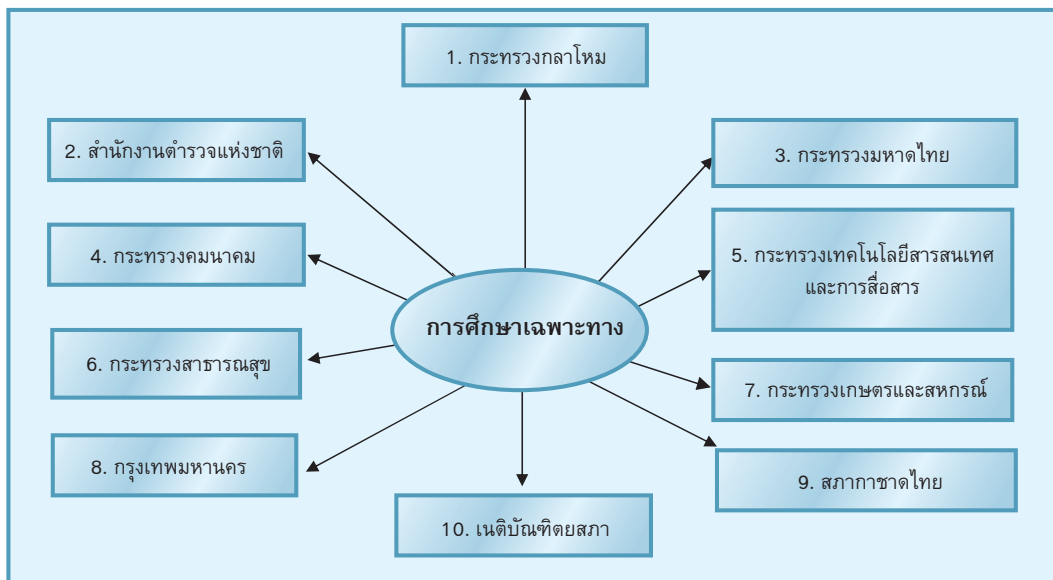 1. กระทรวงกลาโหม
2. สำนักงานตำรวจแห่งชาติ
3. กระทรวงมหาดไทย
4. กระทรวงคมนาคม
5. กระทรวงเทคโนโลยีสารสนเทศ
และการสื่อสาร
การศึกษาเฉพาะทาง
6. กระทรวงสาธารณสุข
7. กระทรวงเกษตรและสหกรณ์
8. กรุงเทพมหานคร
9. สภากาชาดไทย
10. เนติบัณฑิตยสภา